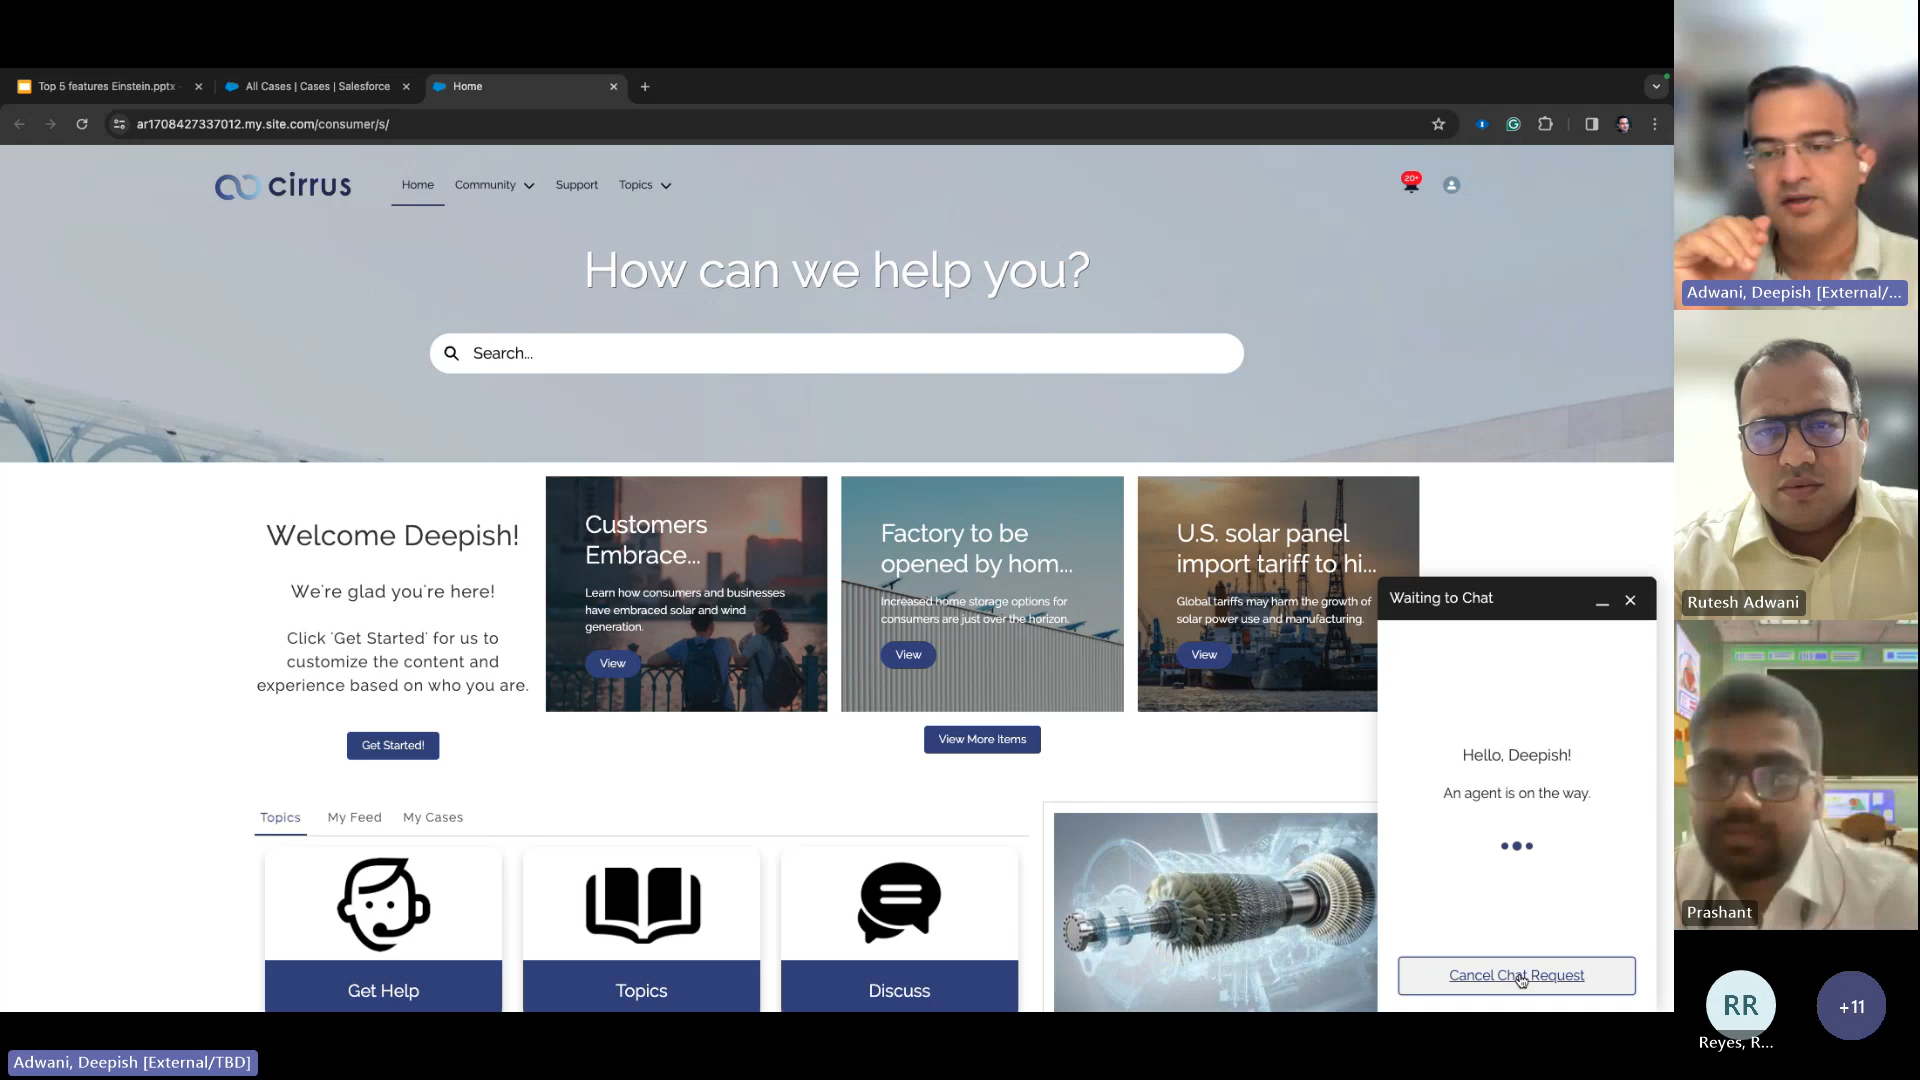 Top 5 features Einstein.pptx
All Cases | Cases | Salesforce
Home
ar1708427337012.my.site.com/consumer/s/
cirrus
Home
Community
Support
Topics
20+
How can we help you?
Search...
Welcome Deepish!
We're glad you're here!
Click 'Get Started' for us to
customize the content and
experience based on who you are.
Get Started!
Customers
Embrace...
Learn how consumers and businesses
have embraced solar and wind
generation.
View
Factory to be
opened by hom...
Increased home storage options for
consumers are just over the horizon.
View
U.S. solar panel
import tariff to hi...
Global tariffs may harm the growth of
solar power use and manufacturing.
View
View More Items
Topics
My Feed
My Cases
Get Help
Topics
Discuss
Waiting to Chat
Hello, Deepish!
An agent is on the way.
Cancel Chat Request
Adwani, Deepish [External/...
Rutesh Adwani
Prashant
RR
Reyes, R...
+11
Adwani, Deepish [External/TBD]